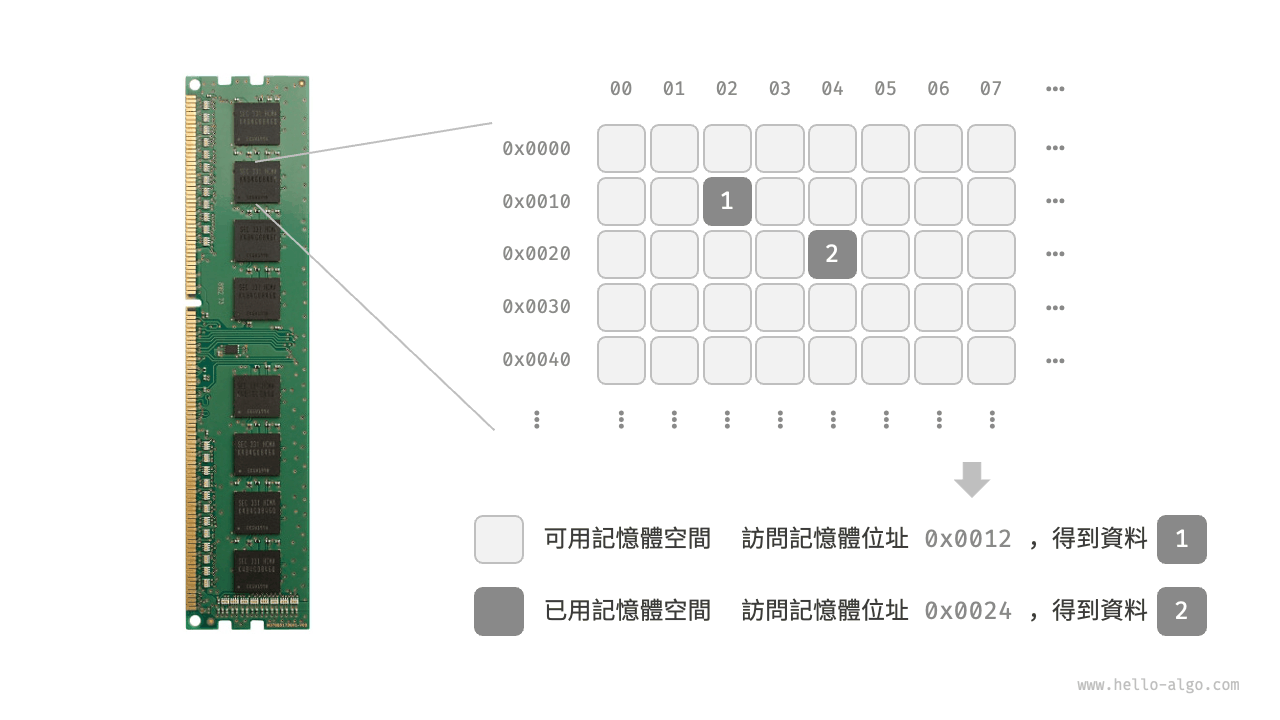 00 01 02 03 04 05 06 07 •••
0x0000 •••
0x0010 1 •••
0x0020 2 •••
0x0030 •••
0x0040 •••
可用記憶體空間 訪問記憶體位址 0x0012 ，得到資料 1
已用記憶體空間 訪問記憶體位址 0x0024 ，得到資料 2
www.hello-algo.com